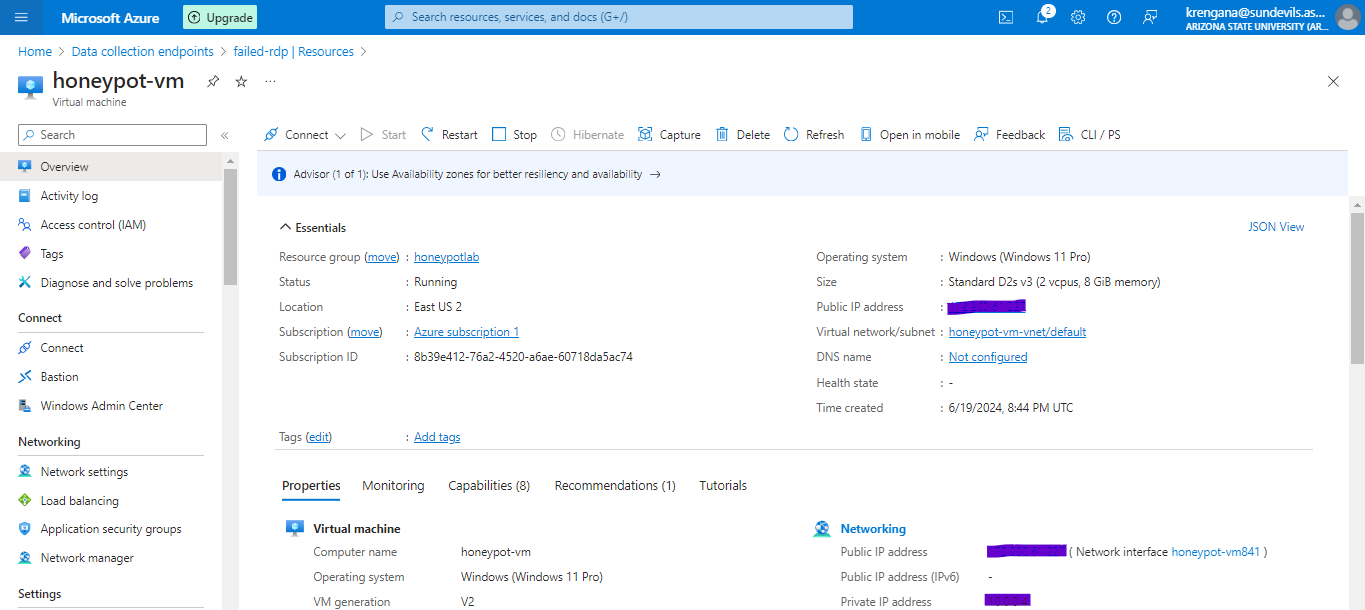 Microsoft Azure
Upgrade
Search resources, services, and docs (G+/)
2
krengana@sundevils.as...
ARIZONA STATE UNIVERSITY (AR...
Home > Data collection endpoints > failed-rdp | Resources >
honeypot-vm
Virtual machine
Search
Overview
Activity log
Access control (IAM)
Tags
Diagnose and solve problems
Connect
Connect
Bastion
Windows Admin Center
Networking
Network settings
Load balancing
Application security groups
Network manager
Settings
Connect Start Restart Stop Hibernate Capture Delete Refresh Open in mobile Feedback CLI / PS
Advisor (1 of 1): Use Availability zones for better resiliency and availability →
Essentials
JSON View
Resource group (move) : honeypotlab
Status : Running
Location : East US 2
Subscription (move) : Azure subscription 1
Subscription ID : 8b39e412-76a2-4520-a6ae-60718da5ac74
Operating system : Windows (Windows 11 Pro)
Size : Standard D2s v3 (2 vcpus, 8 GiB memory)
Public IP address :
Virtual network/subnet : honeypot-vm-vnet/default
DNS name : Not configured
Health state : -
Time created : 6/19/2024, 8:44 PM UTC
Tags (edit) : Add tags
Properties Monitoring Capabilities (8) Recommendations (1) Tutorials
Virtual machine
Computer name honeypot-vm
Operating system Windows (Windows 11 Pro)
VM generation V2
Networking
Public IP address ( Network interface honeypot-vm841 )
Public IP address (IPv6) -
Private IP address